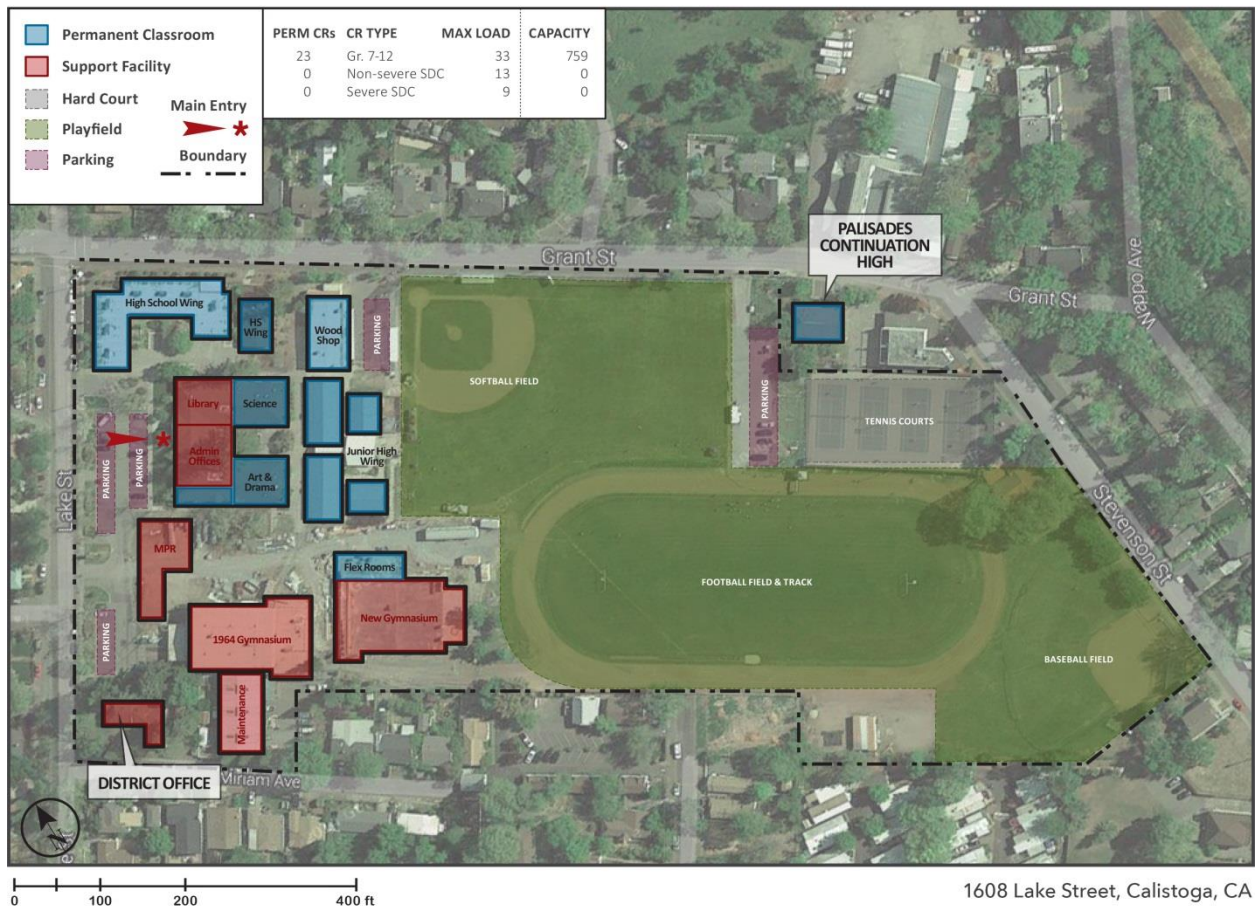 Permanent Classroom
Support Facility
Hard Court
Playfield
Parking
Main Entry
*
Boundary
PERM CRs CR TYPE MAX LOAD CAPACITY
23 Gr. 7-12 33 759
0 Non-severe SDC 13 0
0 Severe SDC 9 0
Grant St
PALISADES
CONTINUATION
HIGH
Grant St
Wappo Ave
High School Wing
HS
Wing
Wood
Shop
PARKING
SOFTBALL FIELD
PARKING
TENNIS COURTS
Library
Science
Admin
Offices
Art &
Drama
Junior High
Wing
PARKING
PARKING
*
Lake St
Stevenson St
MPR
Flex Rooms
New Gymnasium
1964 Gymnasium
FOOTBALL FIELD & TRACK
BASEBALL FIELD
PARKING
Maintenance
DISTRICT OFFICE
Miriam Ave
N
0 100 200 400 ft
1608 Lake Street, Calistoga, CA